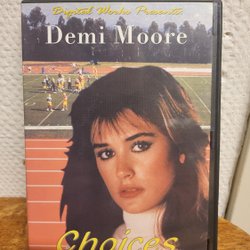 Digital Works Presents
Demi Moore
Choices